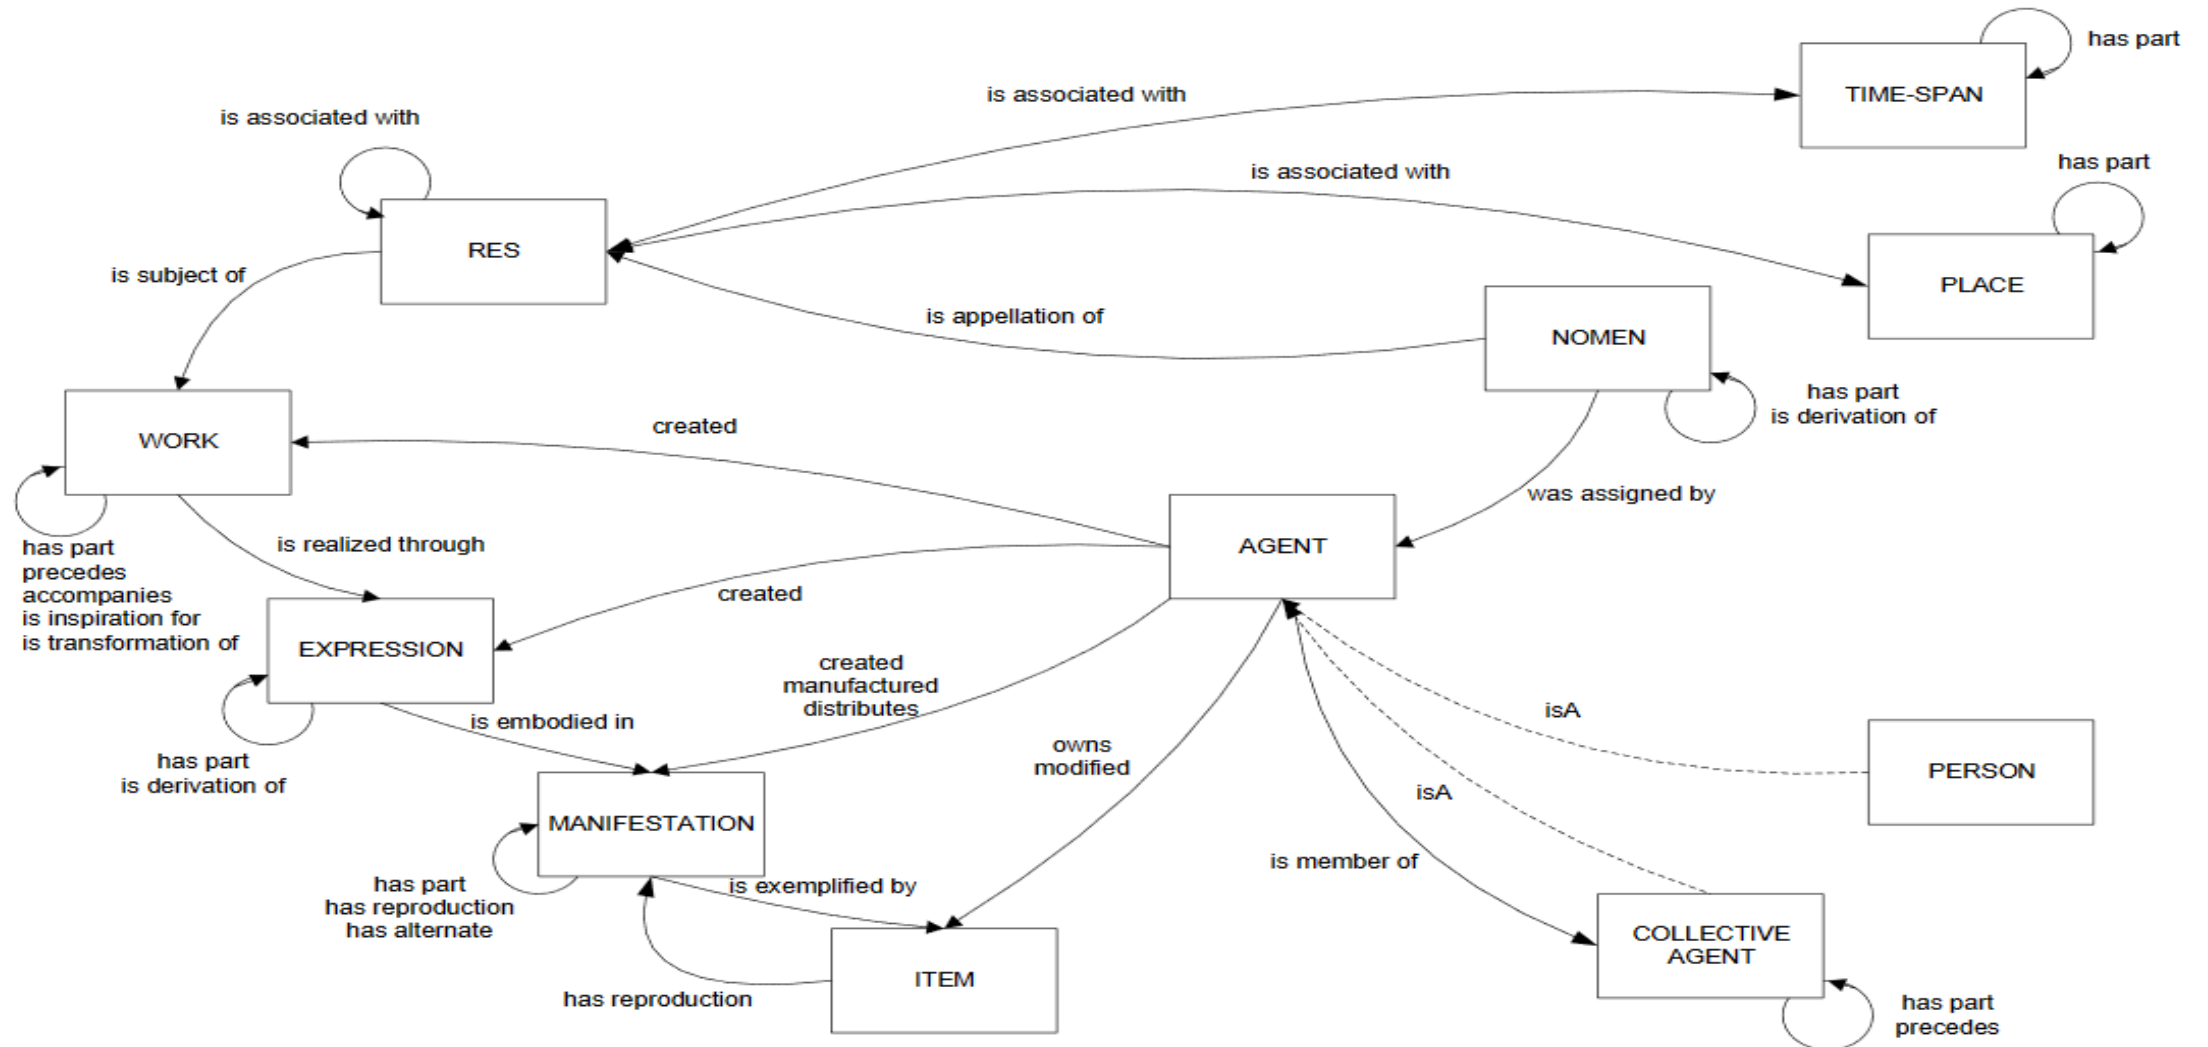 has part
TIME-SPAN
is associated with
is associated with
has part
is associated with
RES
is subject of
PLACE
is appellation of
NOMEN
has part
is derivation of
WORK
created
was assigned by
has part
precedes
accompanies
is inspiration for
is transformation of
is realized through
AGENT
created
EXPRESSION
created
manufactured
distributes
is embodied in
has part
is derivation of
owns
modified
isA
PERSON
isA
MANIFESTATION
is member of
has part
has reproduction
has alternate
is exemplified by
COLLECTIVE
AGENT
ITEM
has reproduction
has part
precedes